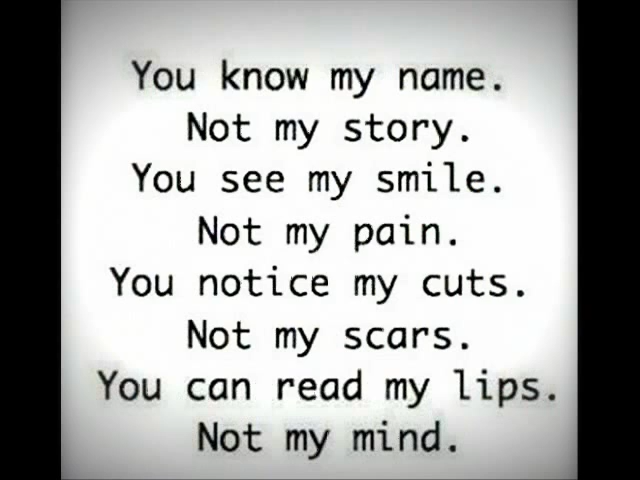 You know my name.
Not my story.
You see my smile.
Not my pain.
You notice my cuts.
Not my scars.
You can read my lips.
Not my mind.